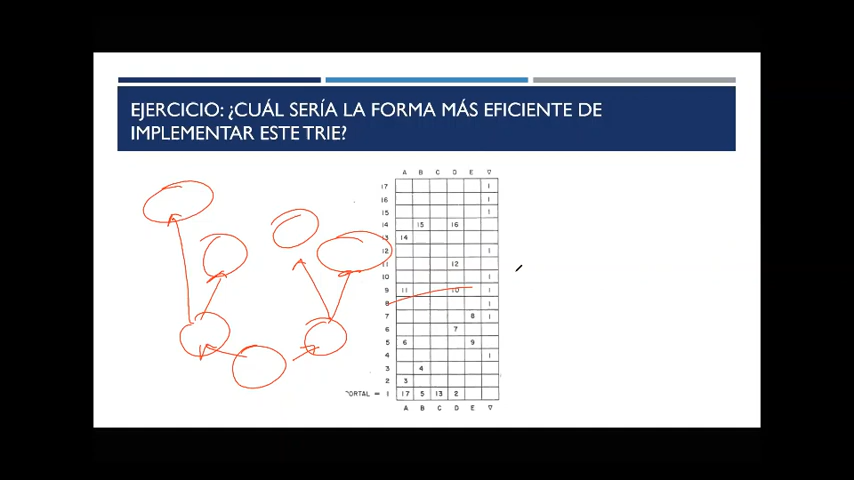 EJERCICIO: ¿CUÁL SERÍA LA FORMA MÁS EFICIENTE DE
IMPLEMENTAR ESTE TRIE?
A B C D E ∇
17 1
16 1
15 1
14 15 16
13 14
12 1
11 12
10 1
9 11 10 1
8 1
7 8 1
6 7
5 6 9
4 1
3 4
2 3
PORTAL = 1 17 5 13 2
A B C D E ∇